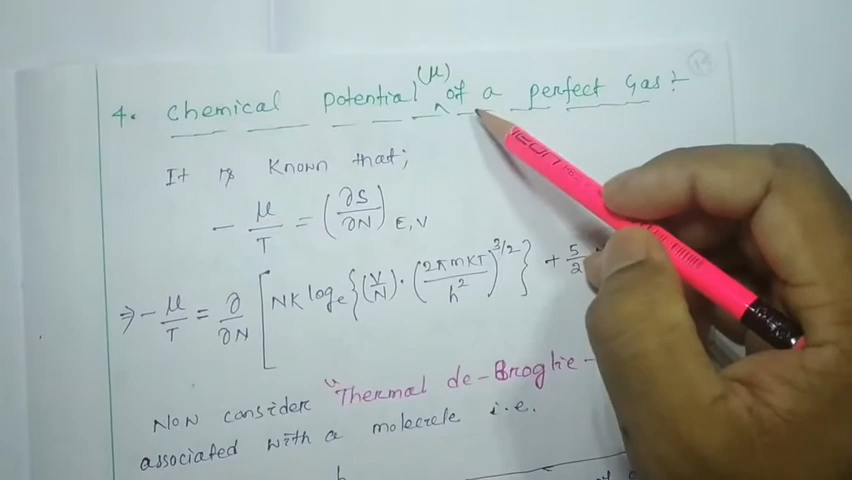 14
4. Chemical Potential (μ) of a perfect Gas :-
It is Known that;
- μ/T = (∂S/∂N) E,V
⇒ - μ/T = ∂/∂N [NK logₑ {(V/N) · (2πmKT/h²)^3/2} + 5/2
Now consider "Thermal de-Broglie-
associated with a molecule i.e.
h